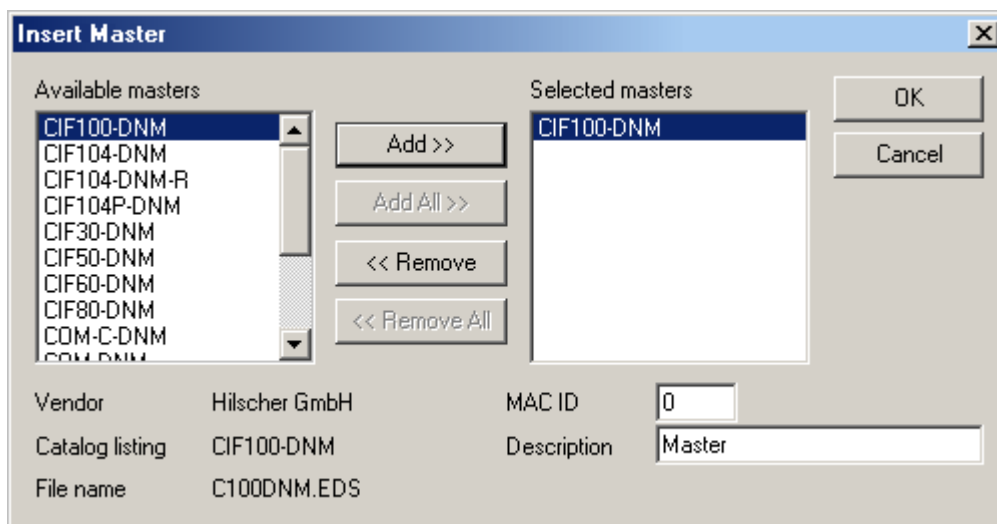 Insert Master
Available masters
CIF100-DNM
CIF104-DNM
CIF104-DNM-R
CIF104P-DNM
CIF30-DNM
CIF50-DNM
CIF60-DNM
CIF80-DNM
COM-C-DNM
COM-DNM
Add >>
Add All >>
<< Remove
<< Remove All
Selected masters
CIF100-DNM
OK
Cancel
Vendor Hilscher GmbH
Catalog listing CIF100-DNM
File name C100DNM.EDS
MAC ID 0
Description Master